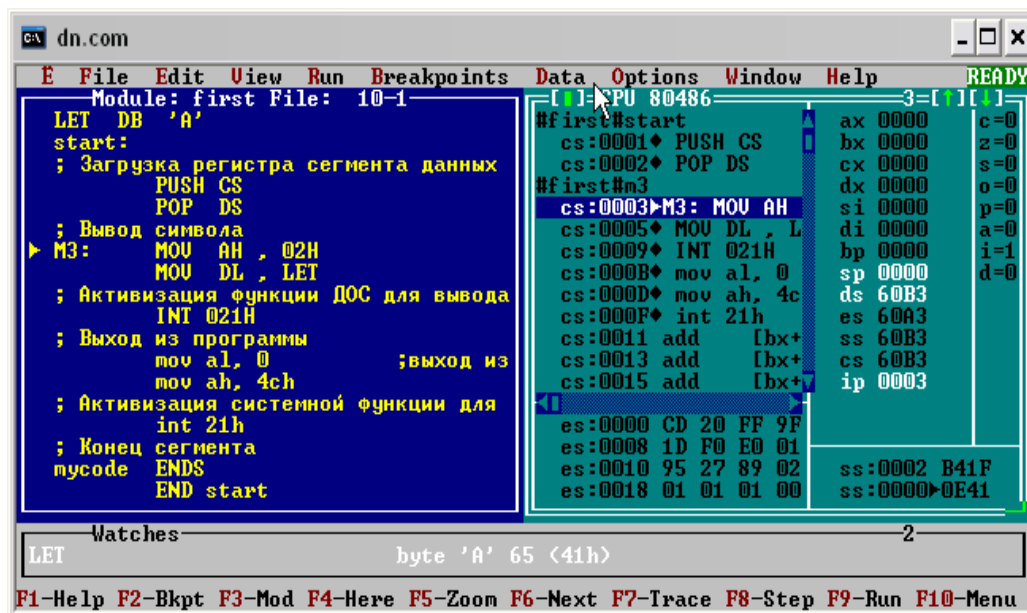 dn.com
Ë File Edit View Run Breakpoints Data Options Window Help READY
Module: first File: 10-1
LET DB 'A'
start:
; Загрузка регистра сегмента данных
PUSH CS
POP DS
; Вывод символа
M3: MOV AH , 02H
MOV DL , LET
; Активизация функции ДОС для вывода
INT 021H
; Выход из программы
mov al, 0 ;выход из
mov ah, 4ch
; Активизация системной функции для
int 21h
; Конец сегмента
mycode ENDS
END start
CPU 80486 3
#first#start
cs:0001 PUSH CS
cs:0002 POP DS
#first#m3
cs:0003 M3: MOV AH
cs:0005 MOV DL , L
cs:0009 INT 021H
cs:000B mov al, 0
cs:000D mov ah, 4c
cs:000F int 21h
cs:0011 add [bx+
cs:0013 add [bx+
cs:0015 add [bx+
es:0000 CD 20 FF 9F
es:0008 1D F0 E0 01
es:0010 95 27 89 02
es:0018 01 01 01 00
ax 0000 c=0
bx 0000 z=0
cx 0000 s=0
dx 0000 o=0
si 0000 p=0
di 0000 a=0
bp 0000 i=1
sp 0000 d=0
ds 60B3
es 60A3
ss 60B3
cs 60B3
ip 0003
ss:0002 B41F
ss:0000 0E41
Watches 2
LET byte 'A' 65 (41h)
F1-Help F2-Bkpt F3-Mod F4-Here F5-Zoom F6-Next F7-Trace F8-Step F9-Run F10-Menu